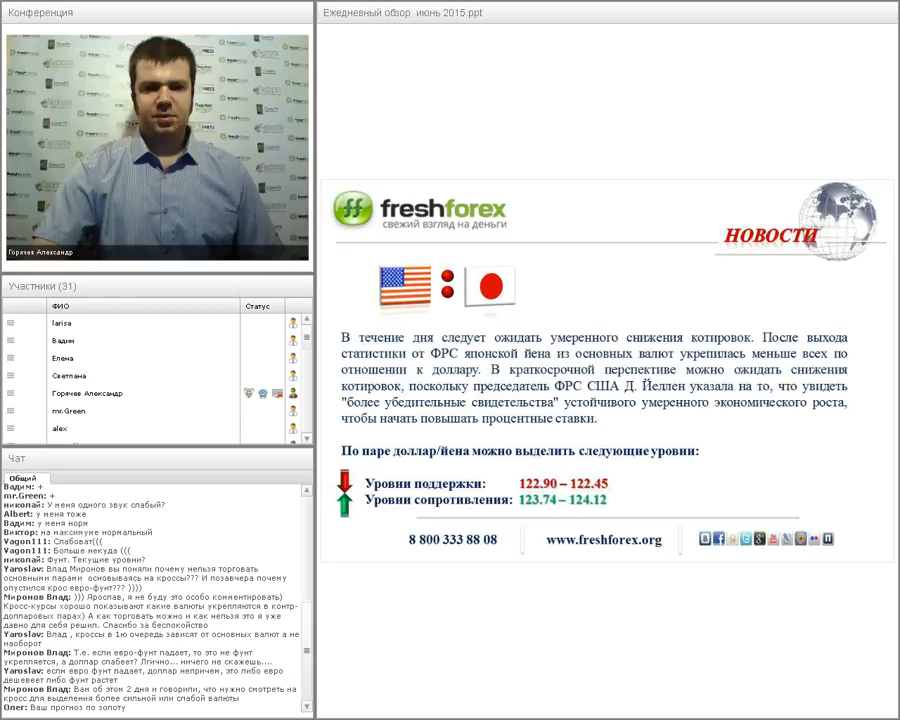 Конференция
Горячев Александр
Участники (31)
ФИО
Статус
larisa
Вадим
Елена
Светлана
Горячев Александр
mr.Green
alex
Чат
Общий
Вадим: +
mr.Green: +
николай: У меня одного звук слабый?
Albert: у меня тоже
Вадим: у меня норм
Виктор: на максимуме нормальный
Vagon111: Слабоват(((
Vagon111: Больше некуда (((
николай: Фунт. Текущие уровни?
Yaroslav: Влад Миронов вы поняли почему нельзя торговать
основными парами основываясь на кроссы??? И позавчера почему
опустился крос евро-фунт??? ))))
Миронов Влад: ))) Ярослав, я не буду это особо комментировать)
Кросс-курсы хорошо показывают какие валюты укрепляются в контр-
долларовых парах) А как торговать можно и как нельзя это я уже
давно для себя решил. Спасибо за беспокойство
Yaroslav: Влад , кроссы в 1ю очередь зависят от основных валют а не
наоборот
Миронов Влад: Т.е. если евро-фунт падает, то это не фунт
укрепляется, а доллар слабеет? Лгично... ничего не скажешь....
Yaroslav: еслм евро фунт падает, доллар непричем, это либо евро
дешевеет либо фунт растет
Миронов Влад: Вам об этом 2 дня и говорили, что нужно смотреть на
кросс для выделения более сильной или слабой валюты
Олег: Ваш прогноз по золоту
Ежедневный обзор июнь 2015.ppt
freshforex
свежий взгляд на деньги
НОВОСТИ
В течение дня следует ожидать умеренного снижения котировок. После выхода
статистики от ФРС японской йена из основных валют укрепилась меньше всех по
отношении к доллару. В краткосрочной перспективе можно ожидать снижения
котировок, поскольку председатель ФРС США Д. Йеллен указала на то, что увидеть
"более убедительные свидетельства" устойчивого умеренного экономического роста,
чтобы начать повышать процентные ставки.
По паре доллар/йена можно выделить следующие уровни:
Уровни поддержки: 122.90 – 122.45
Уровни сопротивления: 123.74 – 124.12
8 800 333 88 08
www.freshforex.org